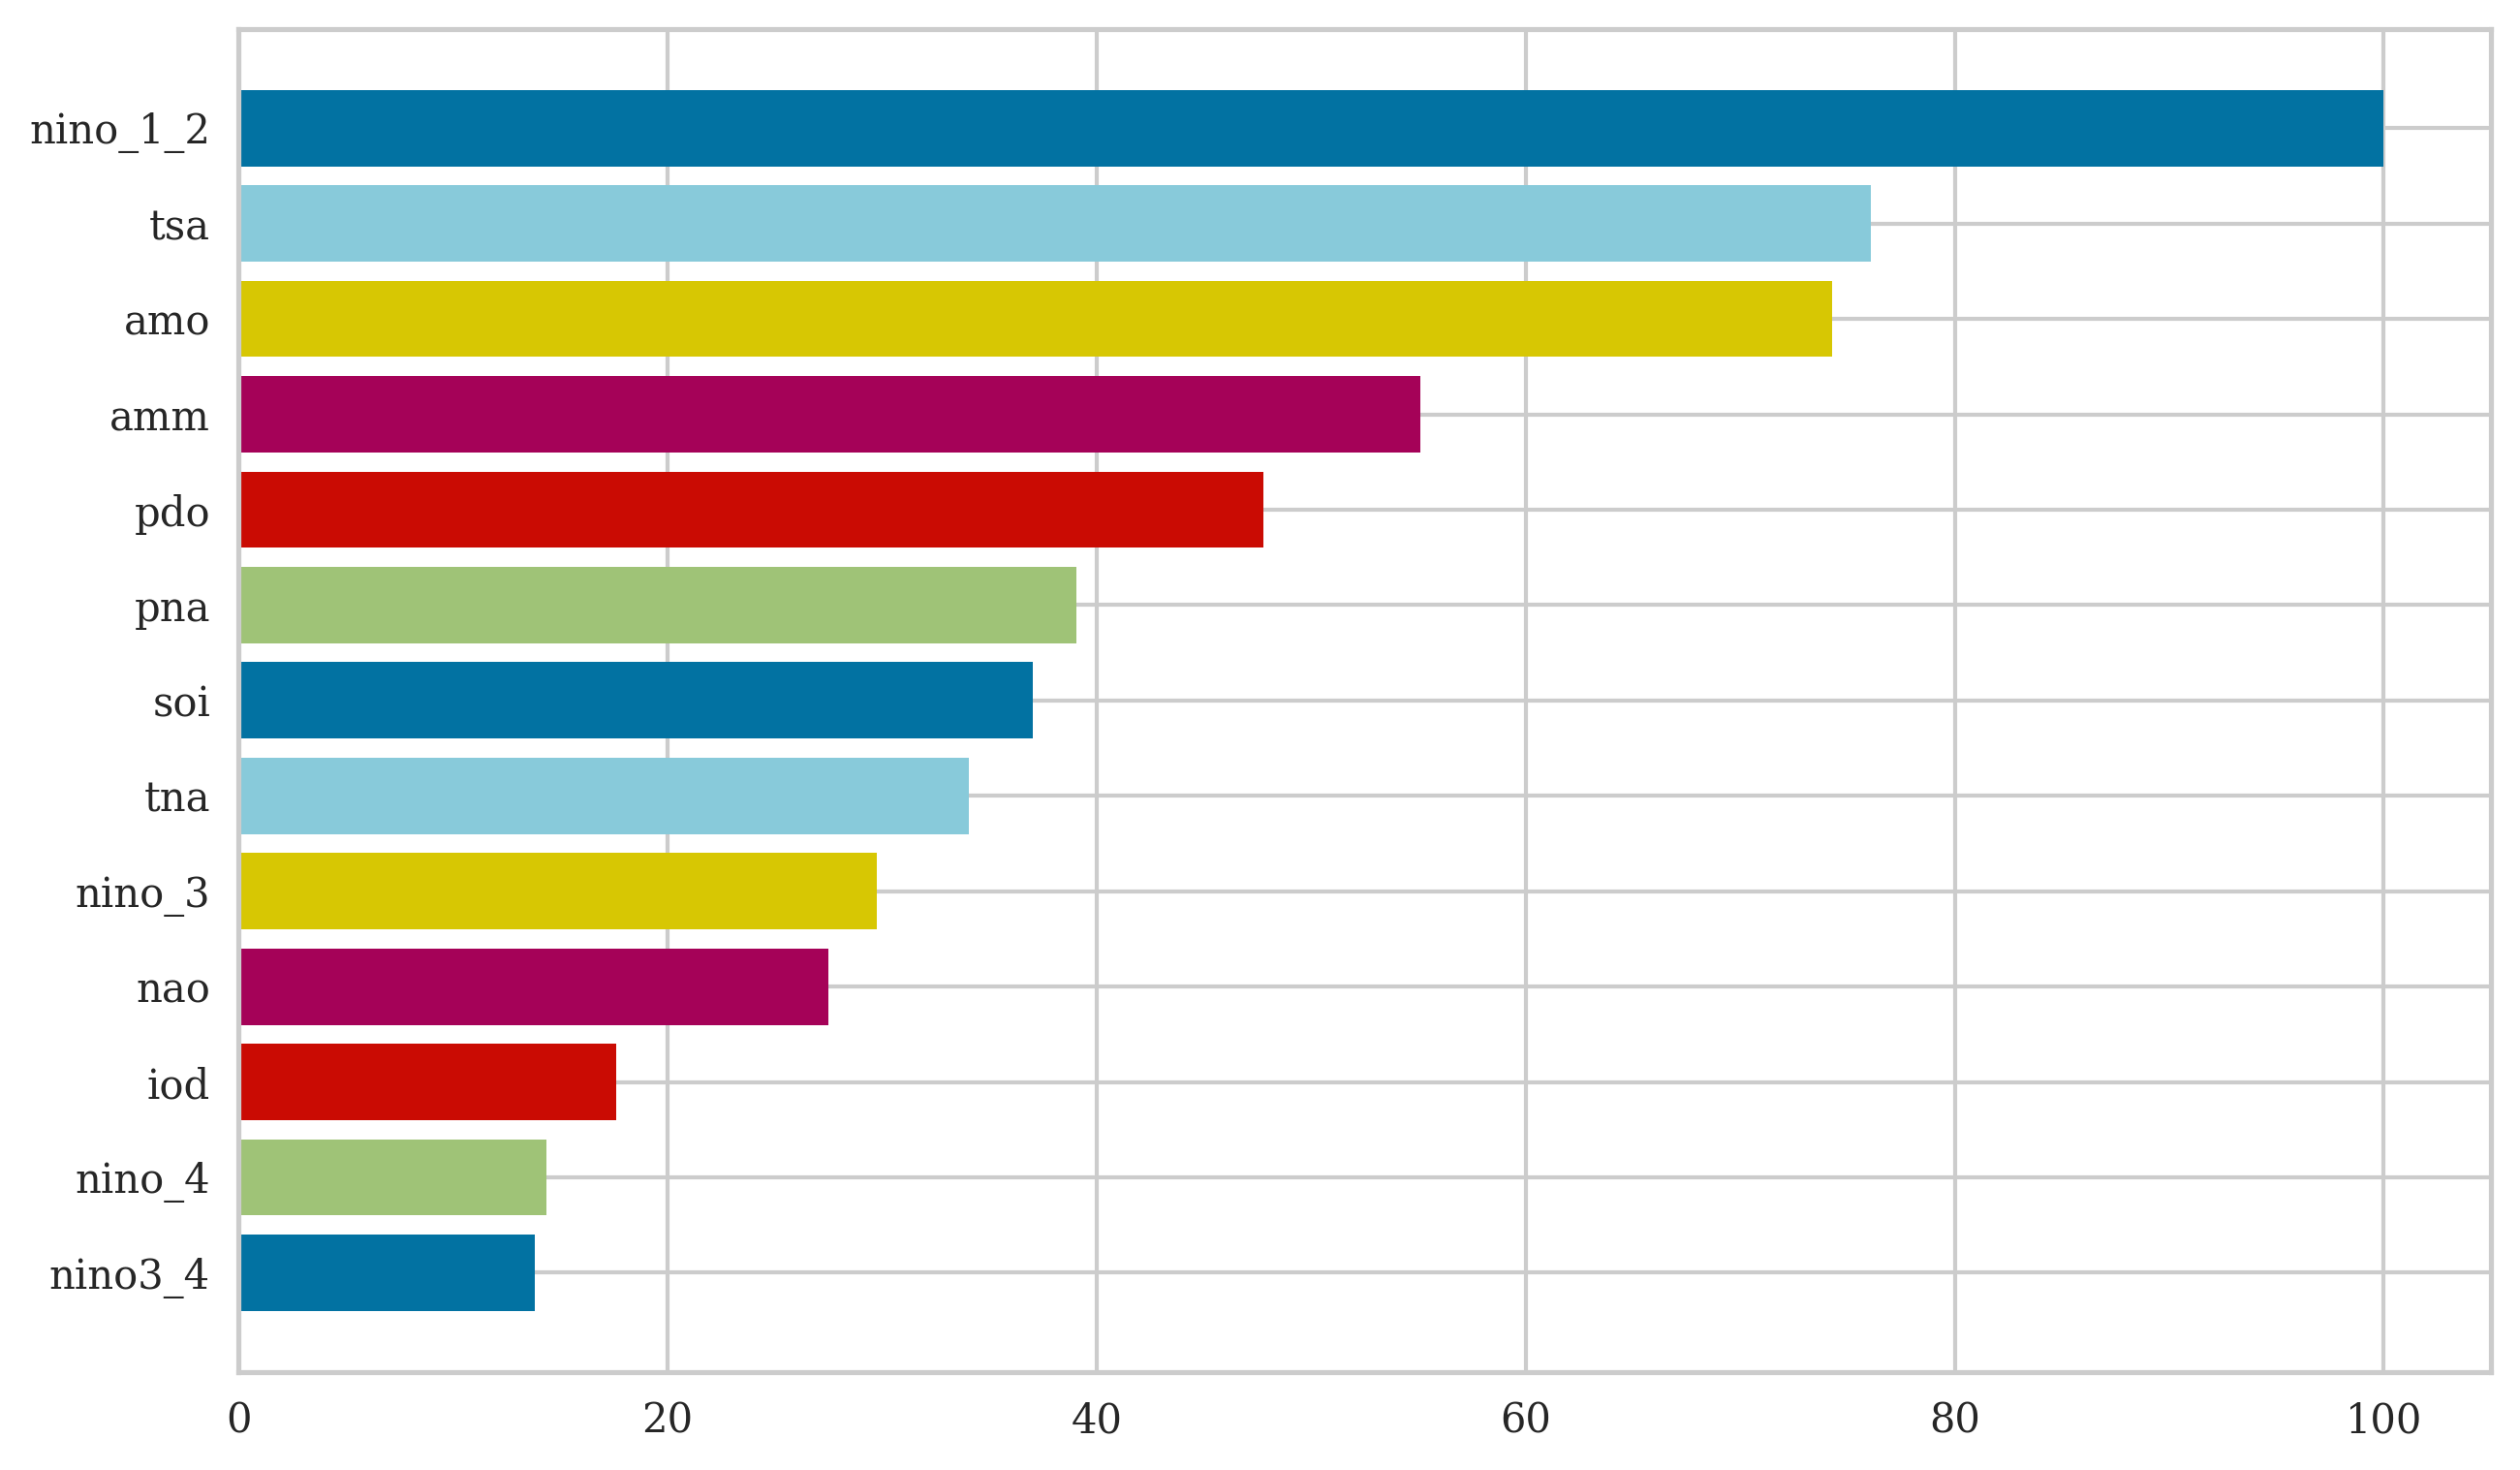 nino_1_2
tsa
amo
amm
pdo
pna
soi
tna
nino_3
nao
iod
nino_4
nino3_4
0 20 40 60 80 100